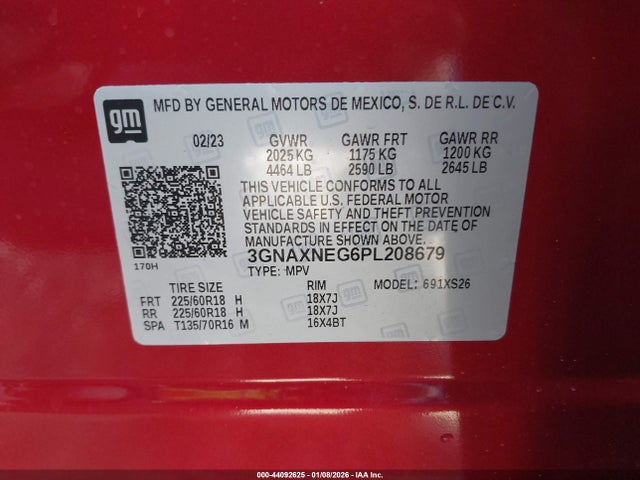 gm
MFD BY GENERAL MOTORS DE MEXICO, S. DE R.L. DE C.V.
02/23 GVWR GAWR FRT GAWR RR
2025 KG 1175 KG 1200 KG
4464 LB 2590 LB 2645 LB
THIS VEHICLE CONFORMS TO ALL
APPLICABLE U.S. FEDERAL MOTOR
VEHICLE SAFETY AND THEFT PREVENTION
STANDARDS IN EFFECT ON THE DATE OF
MANUFACTURE SHOWN ABOVE.
170H 3GNAXNEG6PL208679
TYPE: MPV
TIRE SIZE RIM MODEL: 691XS26
FRT 225/60R18 H 18X7J
RR 225/60R18 H 18X7J
SPA T135/70R16 M 16X4BT
000-44092625 | 01/08/2026 | IAA Inc.